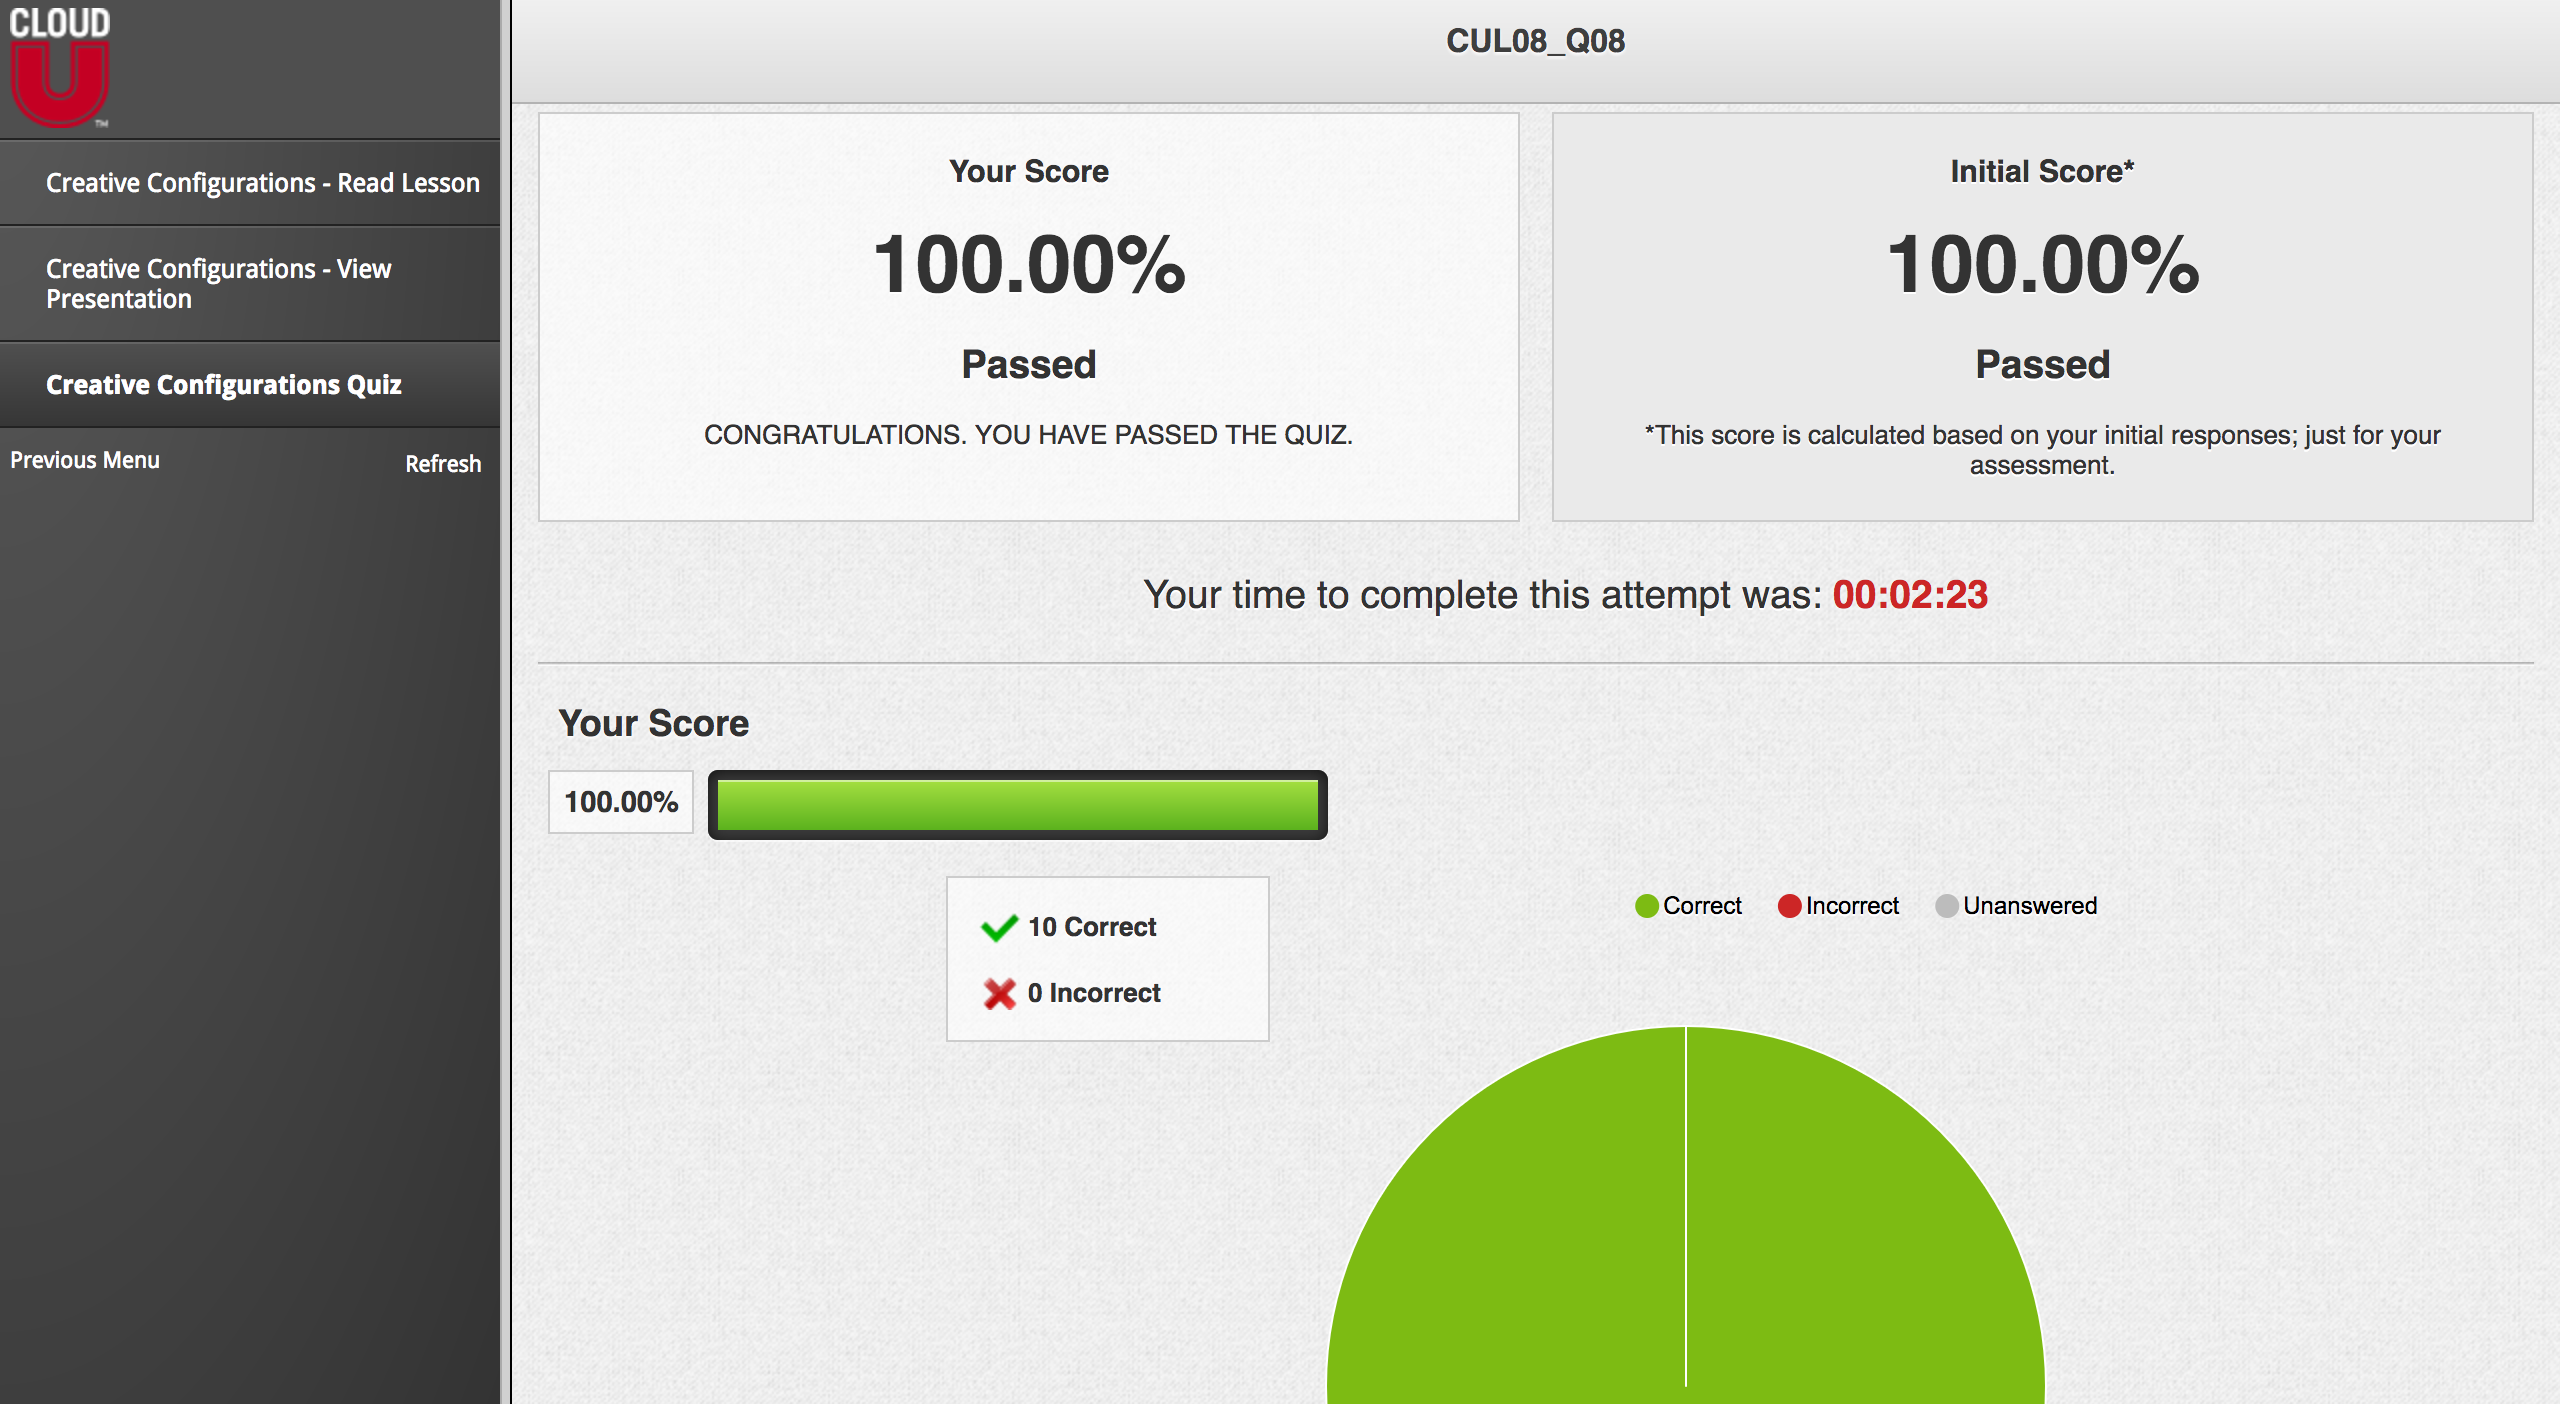 CLOUD
U
TM
Creative Configurations - Read Lesson
Creative Configurations - View
Presentation
Creative Configurations Quiz
Previous Menu
Refresh
CUL08_Q08
Your Score
100.00%
Passed
CONGRATULATIONS. YOU HAVE PASSED THE QUIZ.
Initial Score*
100.00%
Passed
*This score is calculated based on your initial responses; just for your
assessment.
Your time to complete this attempt was: 00:02:23
Your Score
100.00%
10 Correct
0 Incorrect
Correct
Incorrect
Unanswered